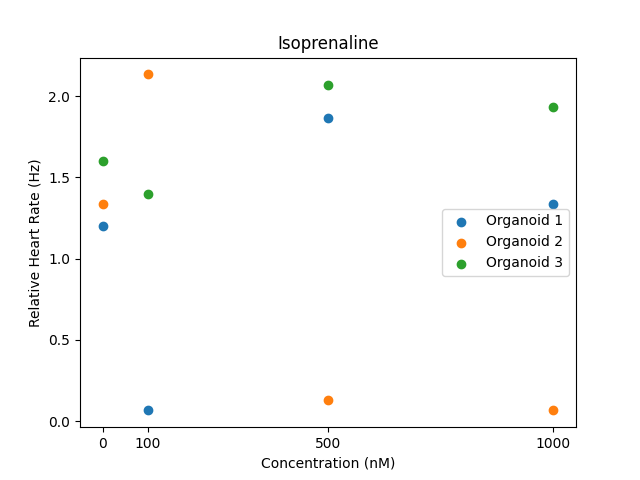 Isoprenaline
Relative Heart Rate (Hz)
2.0
1.5
1.0
0.5
0.0
Organoid 1
Organoid 2
Organoid 3
0
100
500
1000
Concentration (nM)